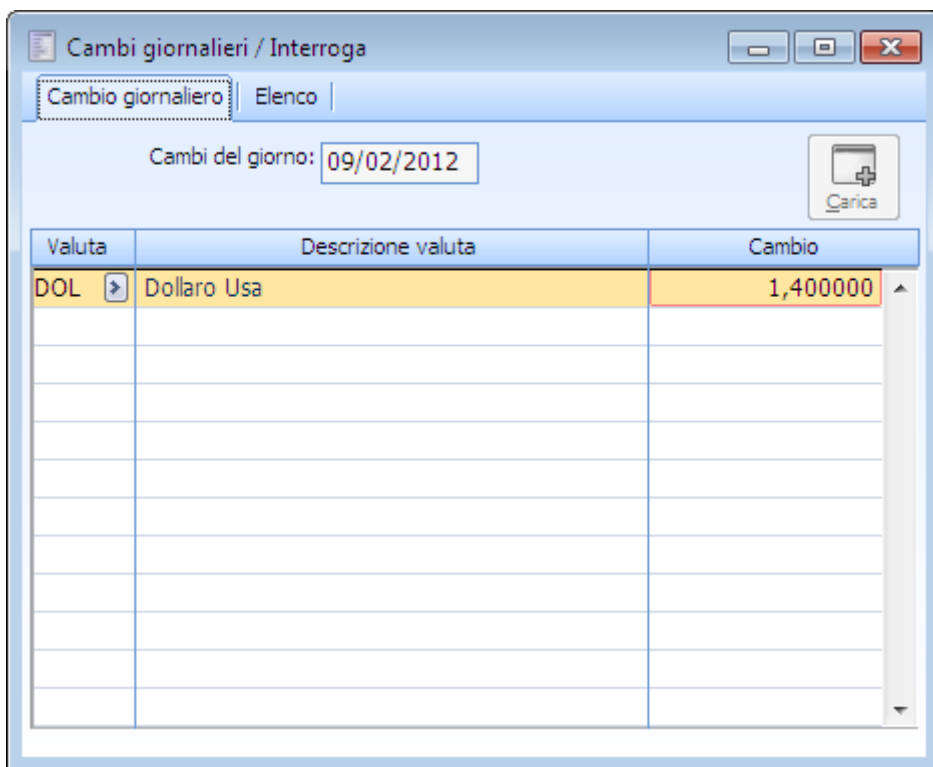 Cambi giornalieri / Interroga
Cambio giornaliero Elenco
Cambi del giorno: 09/02/2012
Carica
Valuta Descrizione valuta Cambio
DOL Dollaro Usa 1,400000